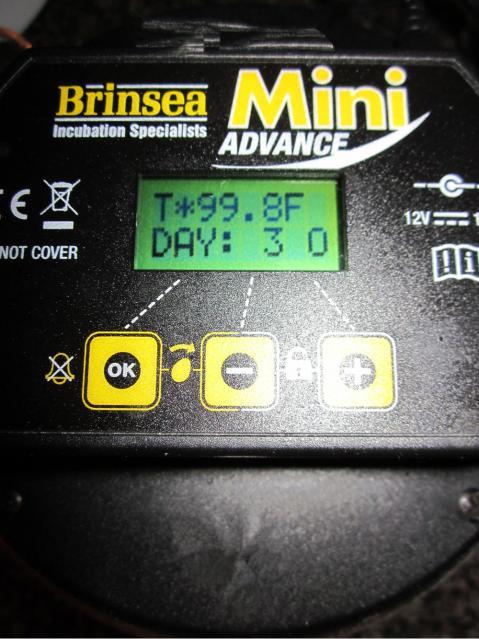 Brinsea
Incubation Specialists
Mini
ADVANCE
CE
NOT COVER
T*99.8F
DAY: 3 0
12V
OK